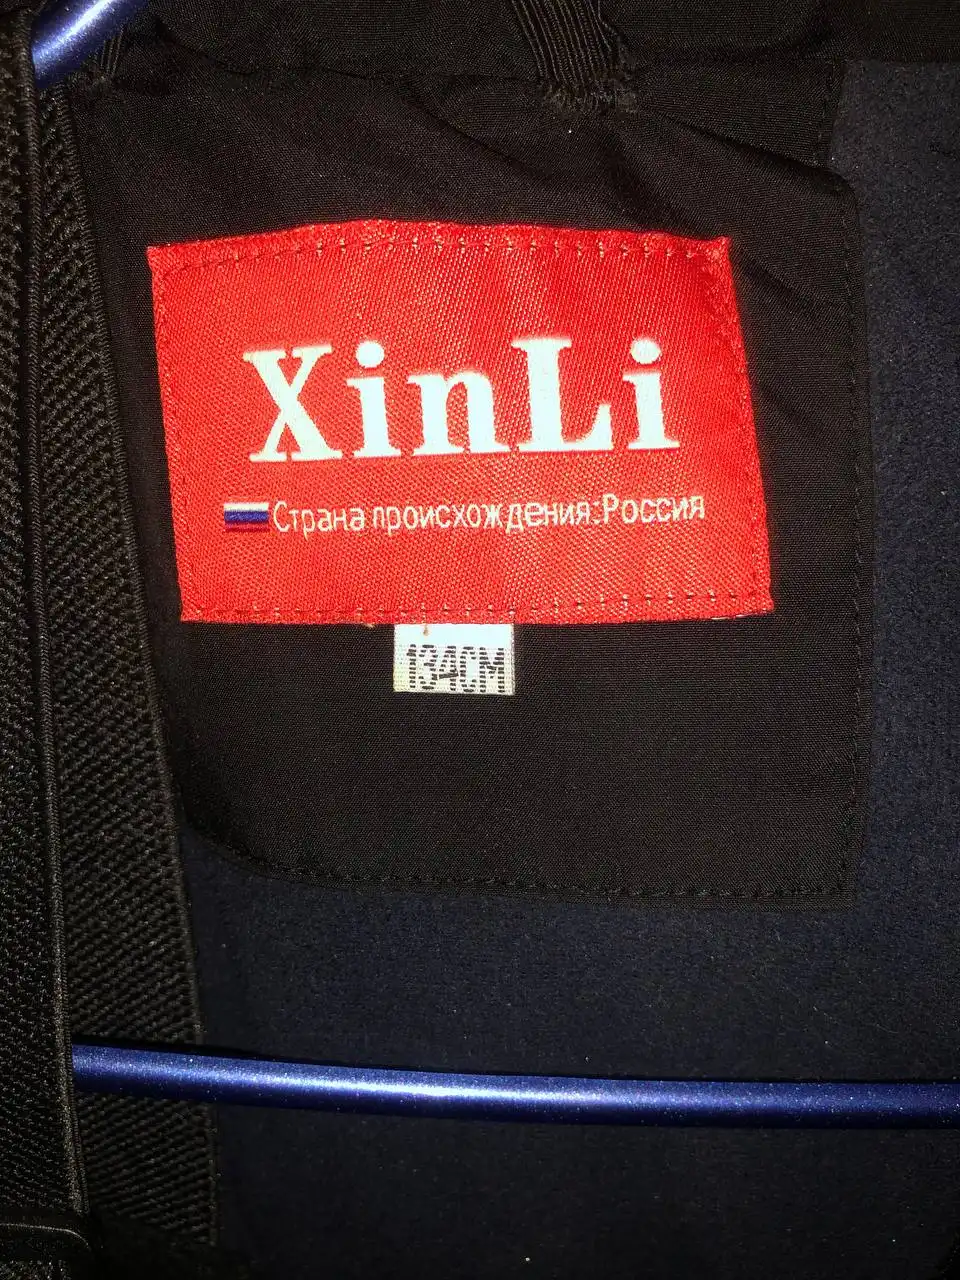 XinLi
Страна происхождения:Россия
134CM